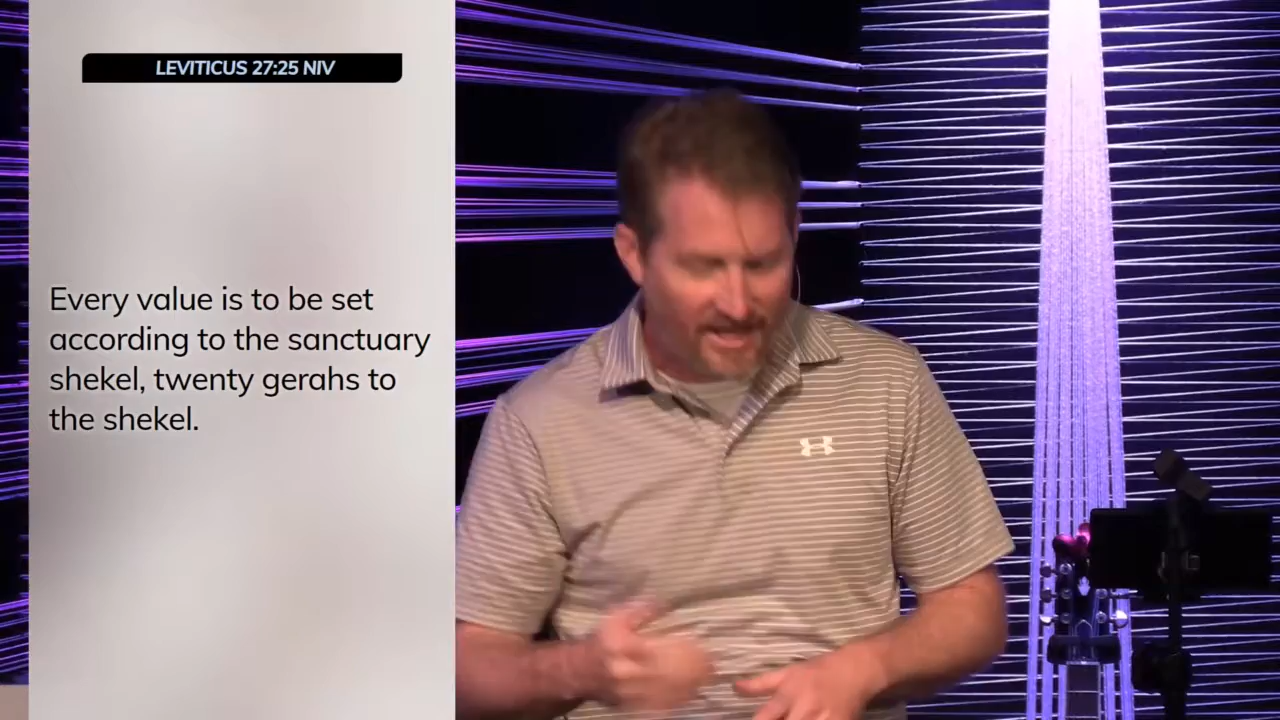 LEVITICUS 27:25 NIV
Every value is to be set
according to the sanctuary
shekel, twenty gerahs to
the shekel.